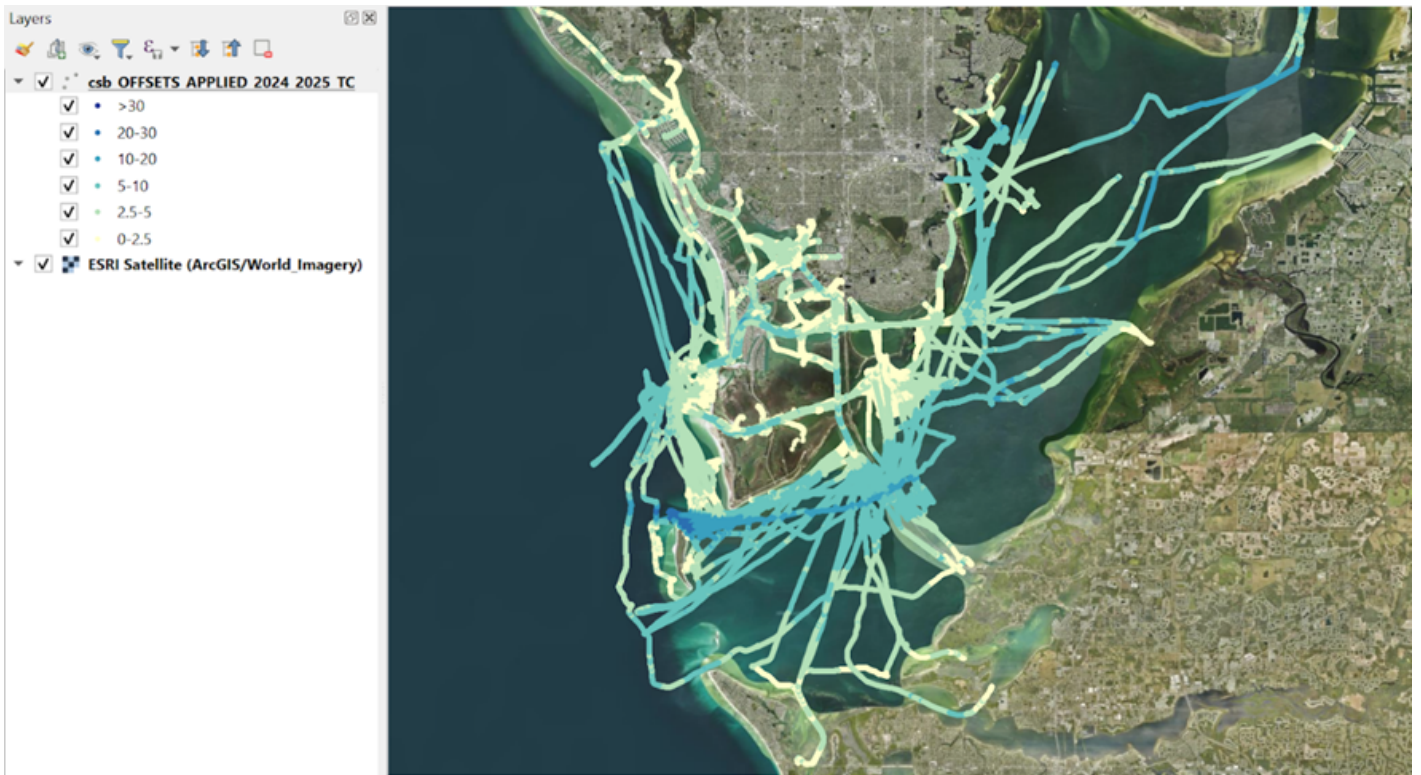 Layers
csb_OFFSETS_APPLIED_2024_2025_TC
>30
20-30
10-20
5-10
2.5-5
0-2.5
ESRI Satellite (ArcGIS/World_Imagery)